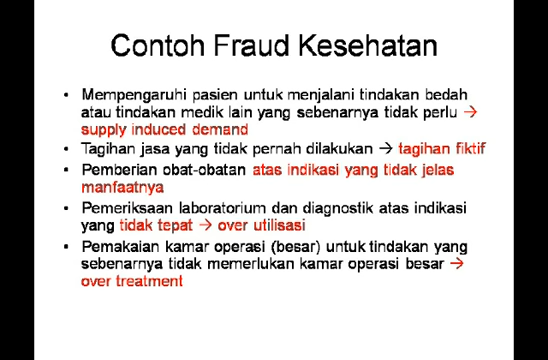 Contoh Fraud Kesehatan
• Mempengaruhi pasien untuk menjalani tindakan bedah
atau tindakan medik lain yang sebenarnya tidak perlu →
supply induced demand
• Tagihan jasa yang tidak pernah dilakukan → tagihan fiktif
• Pemberian obat-obatan atas indikasi yang tidak jelas
manfaatnya
• Pemeriksaan laboratorium dan diagnostik atas indikasi
yang tidak tepat → over utilisasi
• Pemakaian kamar operasi (besar) untuk tindakan yang
sebenarnya tidak memerlukan kamar operasi besar →
over treatment